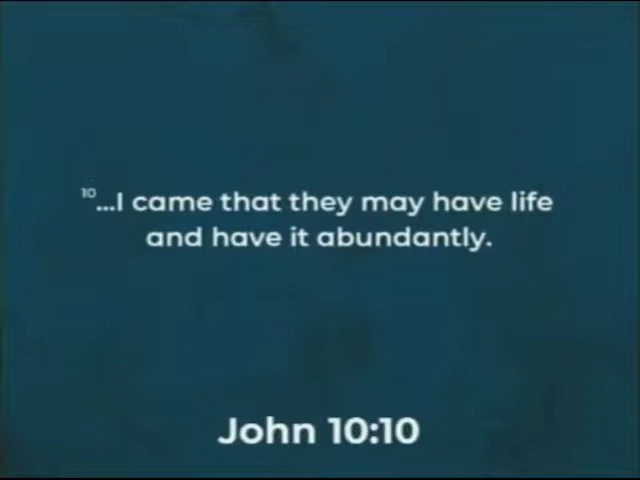 10...I came that they may have life
and have it abundantly.
John 10:10